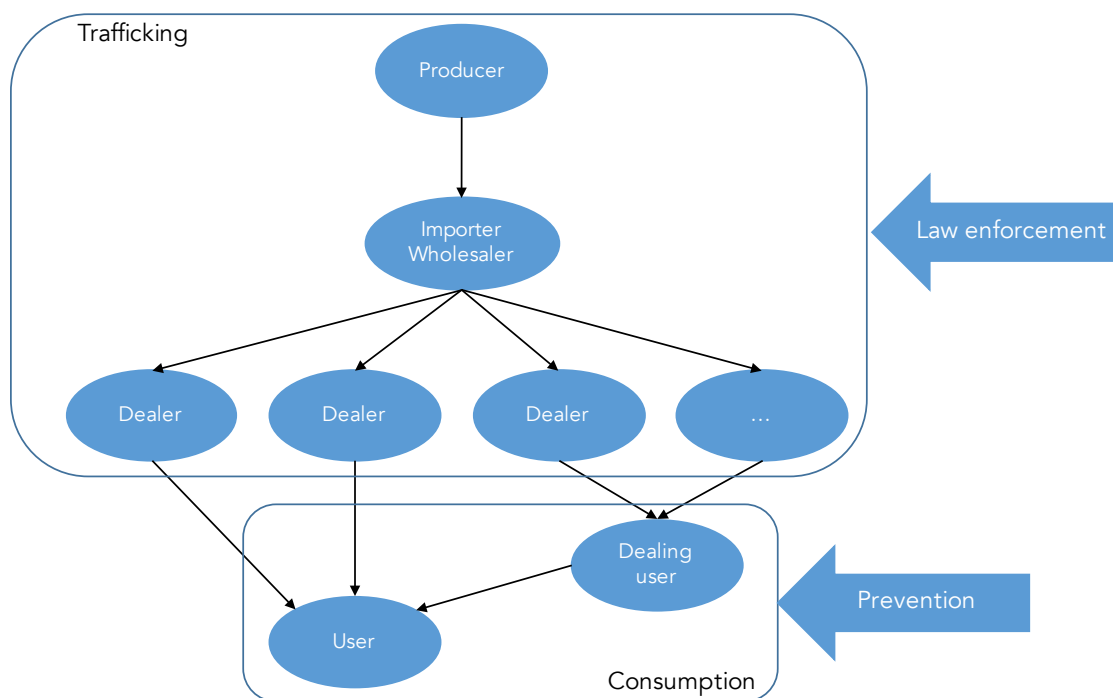 Trafficking
Producer
Importer
Wholesaler
Law enforcement
Dealer
Dealer
Dealer
...
Dealing
user
Prevention
User
Consumption